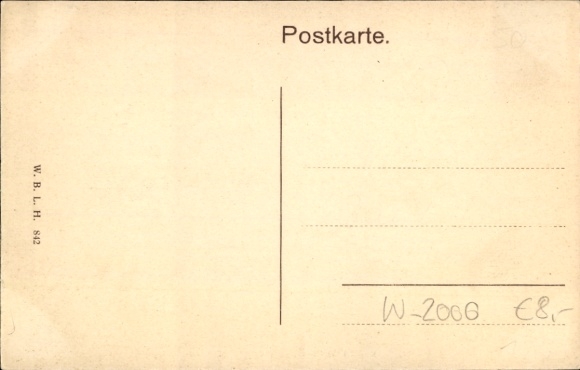 Postkarte.
W. B. L. H. 842
W-2006 €8,-